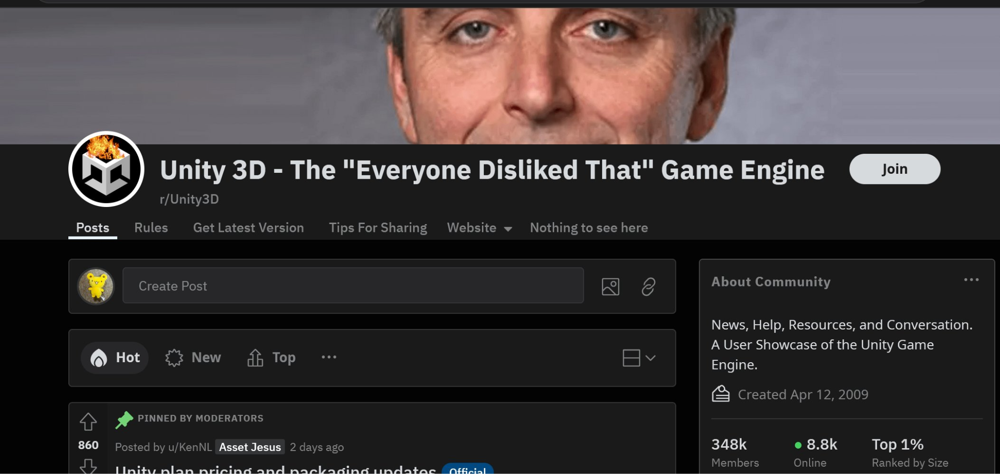 Unity 3D - The "Everyone Disliked That" Game Engine
Join
r/Unity3D
Posts Rules Get Latest Version Tips For Sharing Website Nothing to see here
Create Post
Hot New Top ...
PINNED BY MODERATORS
860
Posted by u/KenNL Asset Jesus 2 days ago
Unity plan pricing and packaging updates Official
About Community ...
News, Help, Resources, and Conversation.
A User Showcase of the Unity Game
Engine.
Created Apr 12, 2009
348k 8.8k Top 1%
Members Online Ranked by Size